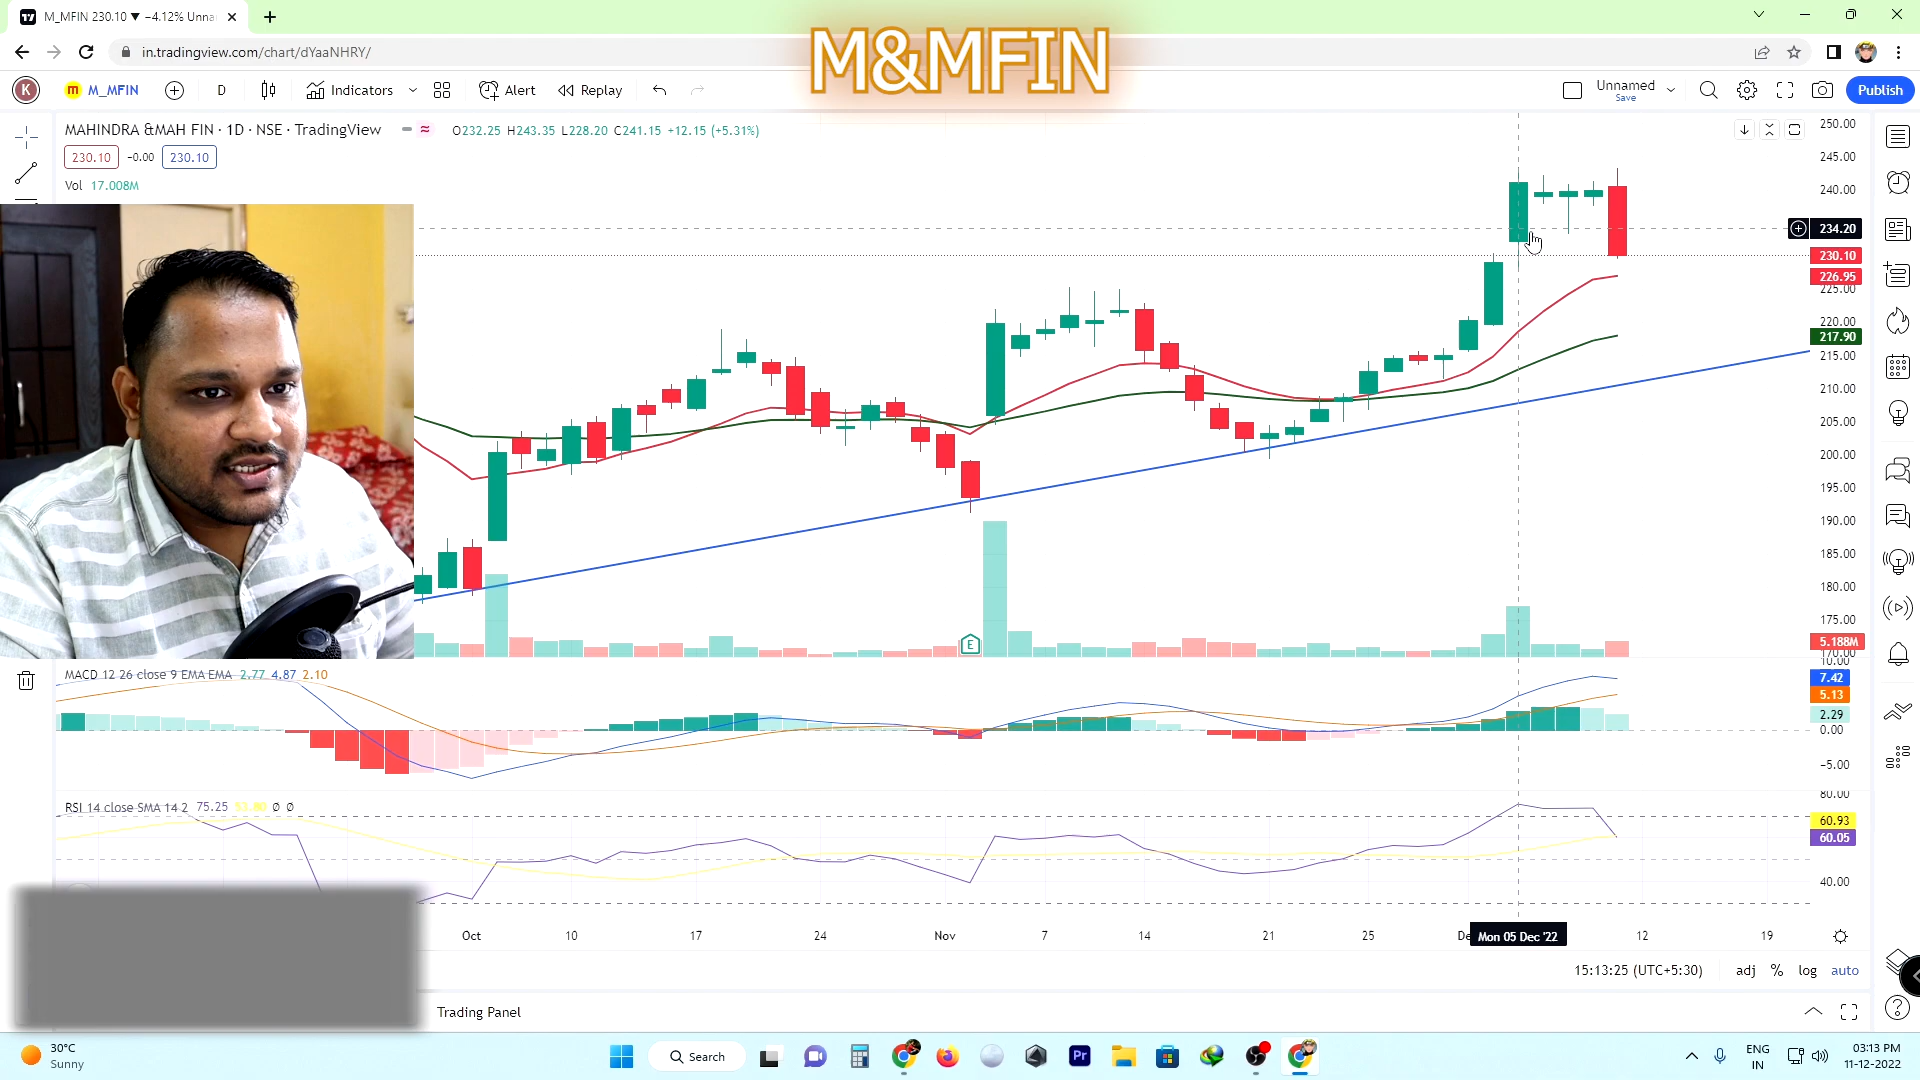 M_MFIN 230.10 ▼ −4.12% Unna
in.tradingview.com/chart/dYaaNHRY/
M&MFIN
K
M_MFIN D Indicators Alert Replay Unnamed Save Publish
MAHINDRA &MAH FIN · 1D · NSE · TradingView
O232.25 H243.35 L228.20 C241.15 +12.15 (+5.31%)
230.10 −0.00 230.10
Vol 17.008M
250.00
245.00
240.00
234.20
230.10
226.95
225.00
220.00
217.90
215.00
210.00
205.00
200.00
195.00
190.00
185.00
180.00
175.00
5.188M
170.00
E
MACD 12 26 close 9 EMA EMA 2.77 4.87 2.10
10.00
7.42
5.13
2.29
0.00
−5.00
RSI 14 close SMA 14 2 75.25 53.80 Ø Ø
80.00
60.93
60.05
40.00
Oct 10 17 24 Nov 7 14 21 25 De Mon 05 Dec '22 12 19
15:13:25 (UTC+5:30) adj % log auto
Trading Panel
30°C
Sunny
Search
Pr
ENG
IN
03:13 PM
11-12-2022